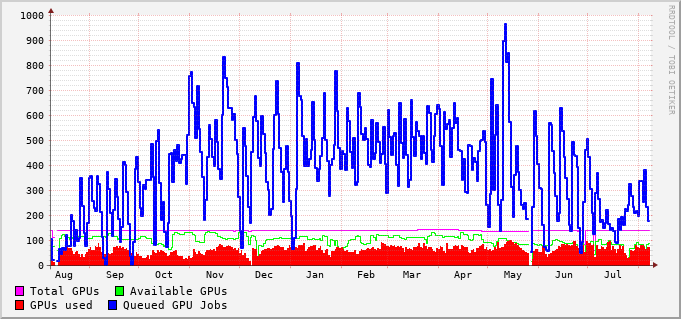 1000
900
800
700
600
500
400
300
200
100
0
Aug Sep Oct Nov Dec Jan Feb Mar Apr May Jun Jul
Total GPUs Available GPUs
GPUs used Queued GPU Jobs
RRDTOOL / TOBI OETIKER